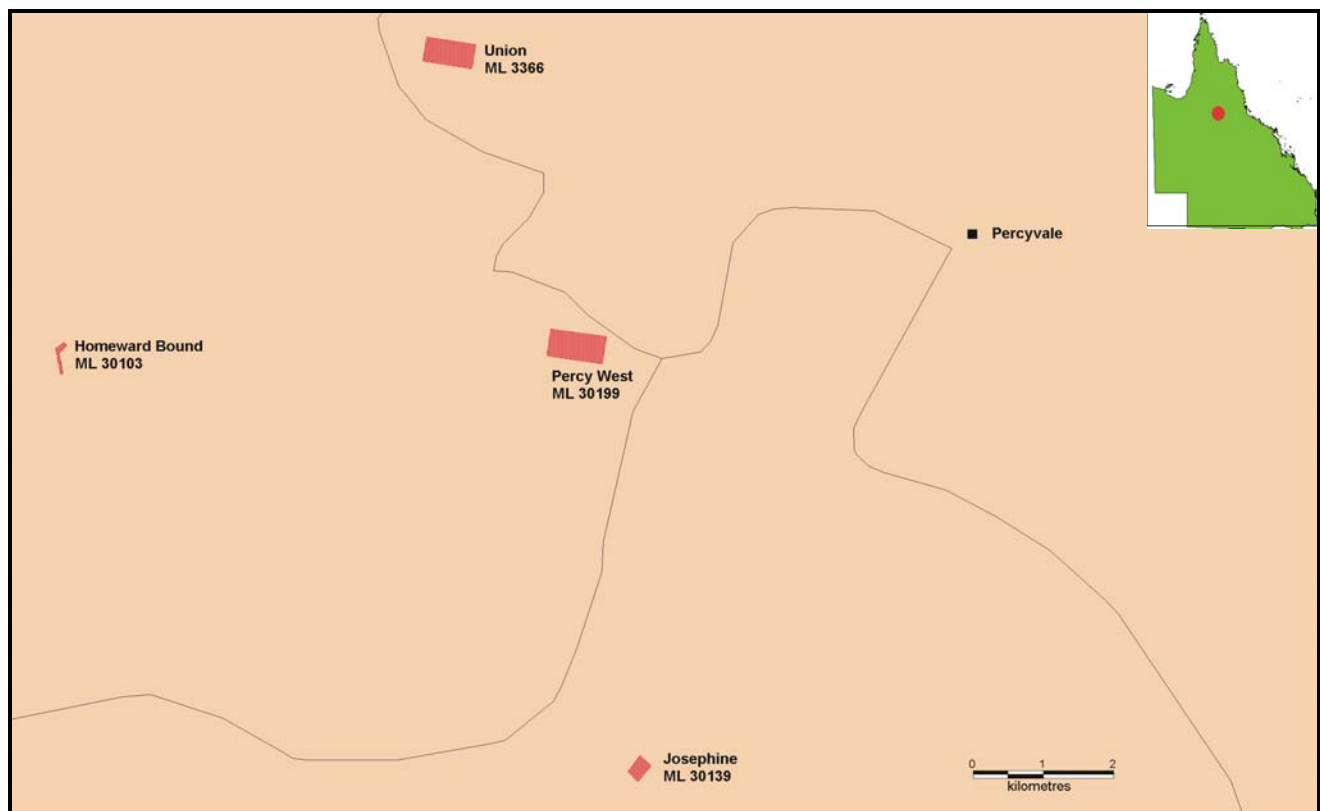 Union
ML 3366
Percyvale
Homeward Bound
ML 30103
Percy West
ML 30199
Josephine
ML 30139
0 1 2
kilometres